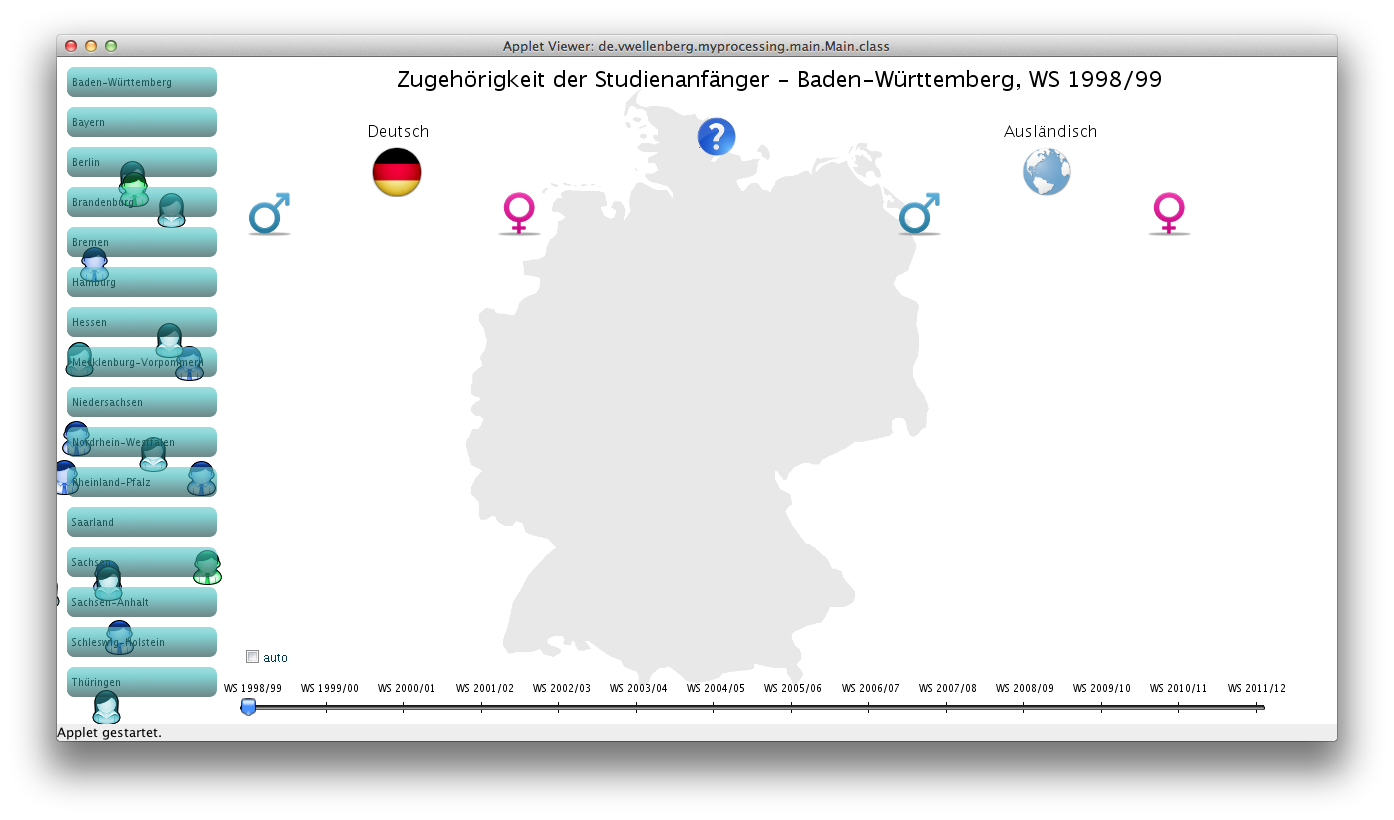 Applet Viewer: de.vwellenberg.myprocessing.main.Main.class
Zugehörigkeit der Studienanfänger – Baden-Württemberg, WS 1998/99
Deutsch
?
Ausländisch
Baden-Württemberg
Bayern
Berlin
Brandenburg
Bremen
Hamburg
Hessen
Mecklenburg-Vorpommern
Niedersachsen
Nordrhein-Westfalen
Rheinland-Pfalz
Saarland
Sachsen
Sachsen-Anhalt
Schleswig-Holstein
Thüringen
auto
WS 1998/99 WS 1999/00 WS 2000/01 WS 2001/02 WS 2002/03 WS 2003/04 WS 2004/05 WS 2005/06 WS 2006/07 WS 2007/08 WS 2008/09 WS 2009/10 WS 2010/11 WS 2011/12
Applet gestartet.